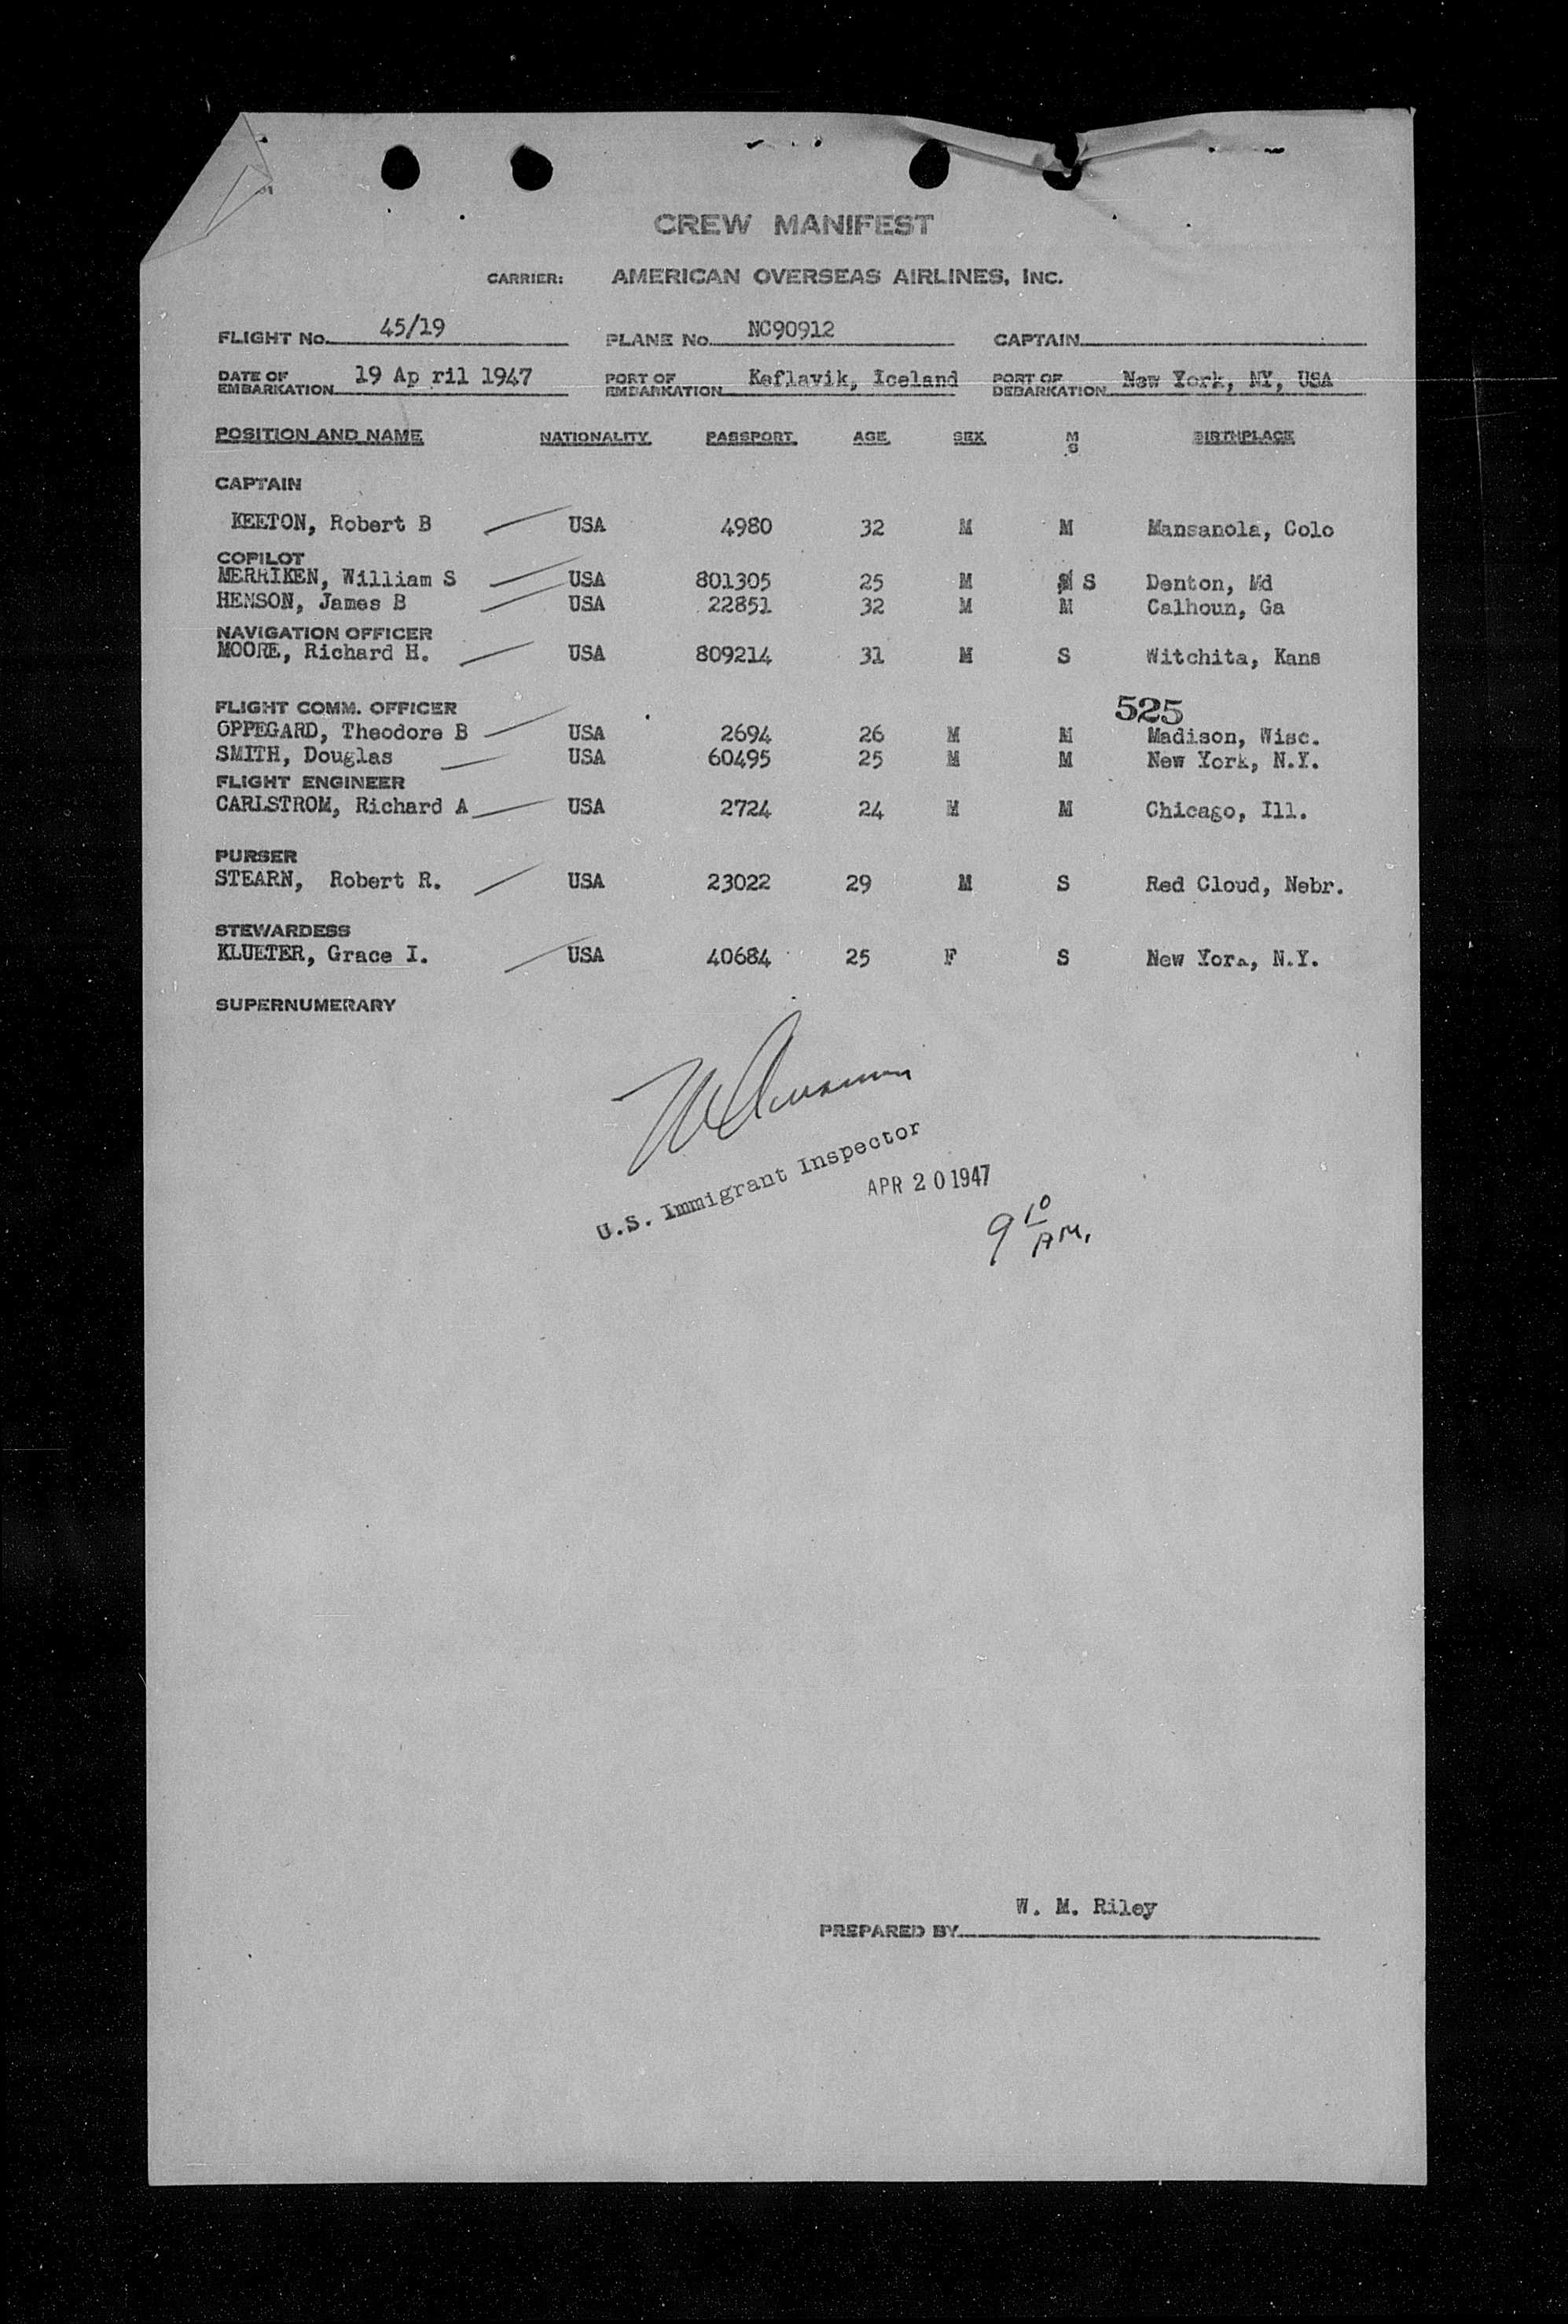 CREW MANIFEST
CARRIER: AMERICAN OVERSEAS AIRLINES, INC.
FLIGHT No. 45/19 PLANE No. NC90912 CAPTAIN
DATE OF EMBARKATION 19 Ap ril 1947 PORT OF EMBARKATION Keflavik, Iceland PORT OF DEBARKATION New York, NY, USA
POSITION AND NAME NATIONALITY PASSPORT AGE SEX M S BIRTHPLACE
CAPTAIN
KEETON, Robert B USA 4980 32 M M Mansanola, Colo
COPILOT
MERRIKEN, William S USA 801305 25 M S Denton, Md
HENSON, James B USA 22851 32 M M Calhoun, Ga
NAVIGATION OFFICER
MOORE, Richard H. USA 809214 31 M S Witchita, Kans
525
FLIGHT COMM. OFFICER
OPPEGARD, Theodore B USA 2694 26 M M Madison, Wisc.
SMITH, Douglas USA 60495 25 M M New York, N.Y.
FLIGHT ENGINEER
CARLSTROM, Richard A USA 2724 24 M M Chicago, Ill.
PURSER
STEARN, Robert R. USA 23022 29 M S Red Cloud, Nebr.
STEWARDESS
KLUETER, Grace I. USA 40684 25 F S New York, N.Y.
SUPERNUMERARY
U.S. Immigrant Inspector
APR 20 1947
9 10 AM.
W. M. Riley
PREPARED BY